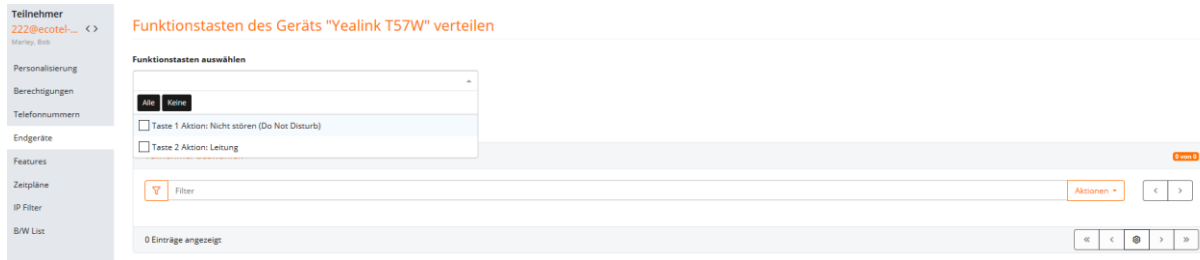 Teilnehmer
222@ecotel-... <>
Marley, Bob
Personalisierung
Berechtigungen
Telefonnummern
Endgeräte
Features
Zeitpläne
IP Filter
B/W List
Funktionstasten des Geräts "Yealink T57W" verteilen
Funktionstasten auswählen
Alle Keine
Taste 1 Aktion: Nicht stören (Do Not Disturb)
Taste 2 Aktion: Leitung
0 von 0
Filter
Aktionen
0 Einträge angezeigt